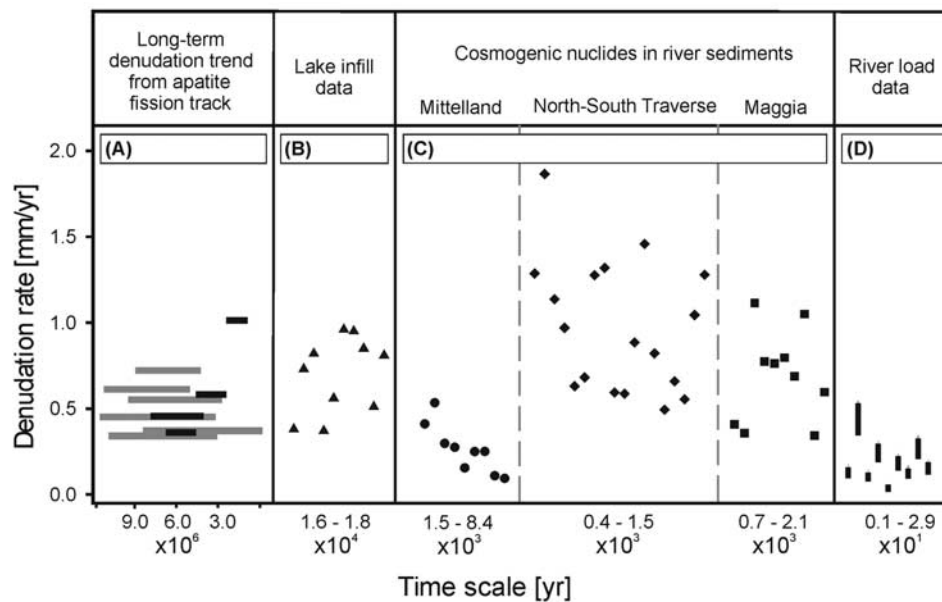 Long-term
denudation trend
from apatite
fission track
Lake infill
data
Cosmogenic nuclides in river sediments
Mittelland
North-South Traverse
Maggia
River load
data
(A)
(B)
(C)
(D)
Denudation rate [mm/yr]
2.0
1.5
1.0
0.5
0.0
9.0 6.0 3.0
x10⁶
1.6 - 1.8
x10⁴
1.5 - 8.4
x10³
0.4 - 1.5
x10³
0.7 - 2.1
x10³
0.1 - 2.9
x10¹
Time scale [yr]